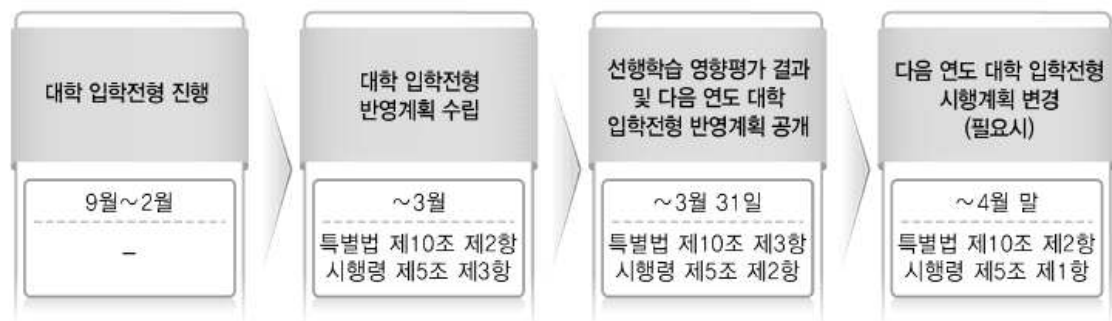 대학 입학전형 진행
9월~2월
-
대학 입학전형
반영계획 수립
~3월
특별법 제10조 제2항
시행령 제5조 제3항
선행학습 영향평가 결과
및 다음 연도 대학
입학전형 반영계획 공개
~3월 31일
특별법 제10조 제3항
시행령 제5조 제2항
다음 연도 대학 입학전형
시행계획 변경
(필요시)
~4월 말
특별법 제10조 제2항
시행령 제5조 제1항